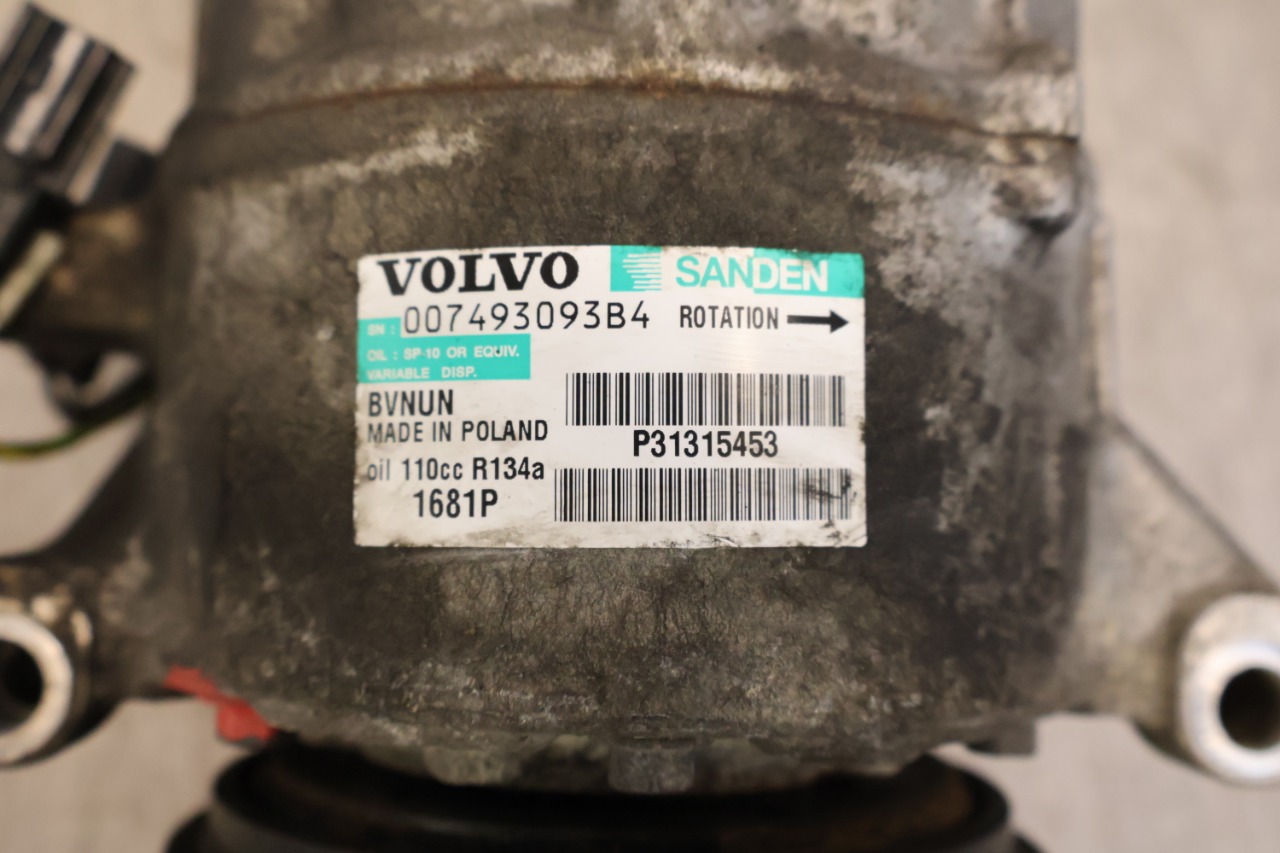 VOLVO SANDEN
SN : 007493093B4 ROTATION
OIL : SP-10 OR EQUIV.
VARIABLE DISP.
BVNUN
MADE IN POLAND
P31315453
oil 110cc R134a
1681P